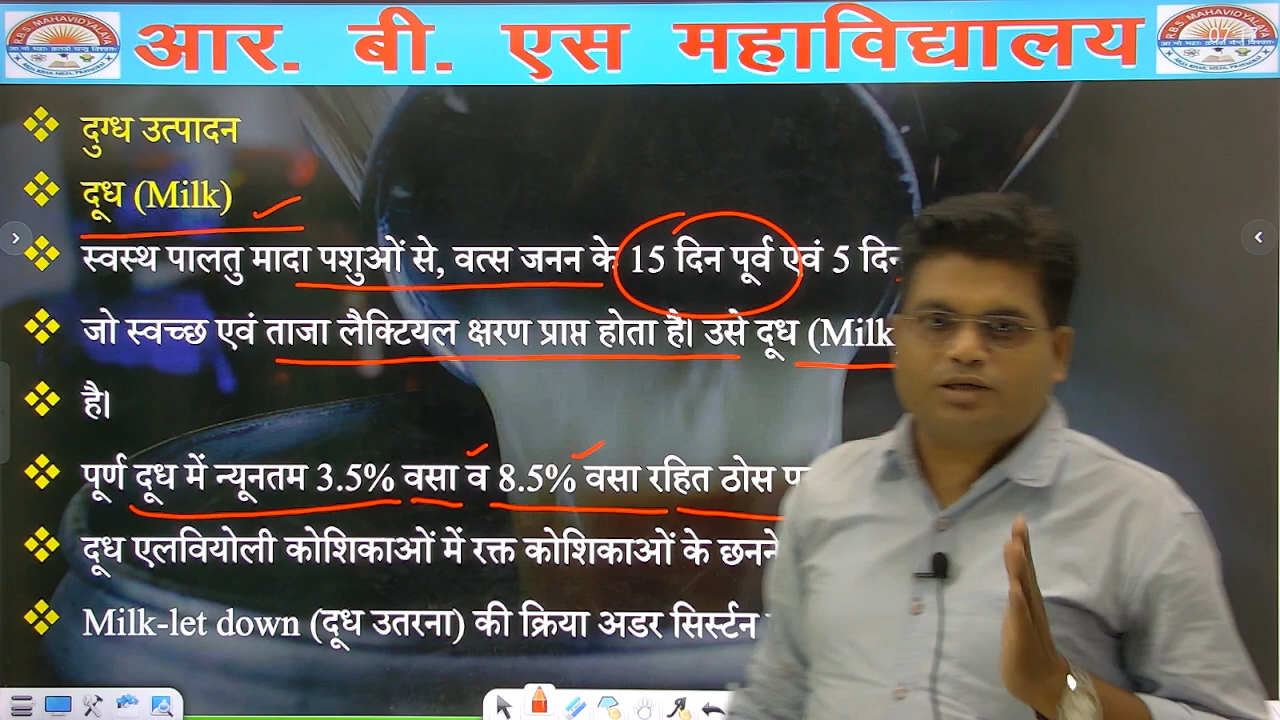 R.B.S. MAHAVIDYALAYA
आर. बी. एस महाविद्यालय
R.B.S. MAHAVIDYALAYA
दुग्ध उत्पादन
दूध (Milk)
स्वस्थ पालतु मादा पशुओं से, वत्स जनन के 15 दिन पूर्व एवं 5 दिन
जो स्वच्छ एवं ताजा लैक्टियल क्षरण प्राप्त होता है। उसे दूध (Milk
है।
पूर्ण दूध में न्यूनतम 3.5% वसा व 8.5% वसा रहित ठोस
दूध एलवियोली कोशिकाओं में रक्त कोशिकाओं के छनने
Milk-let down (दूध उतरना) की क्रिया अडर सिर्स्टन